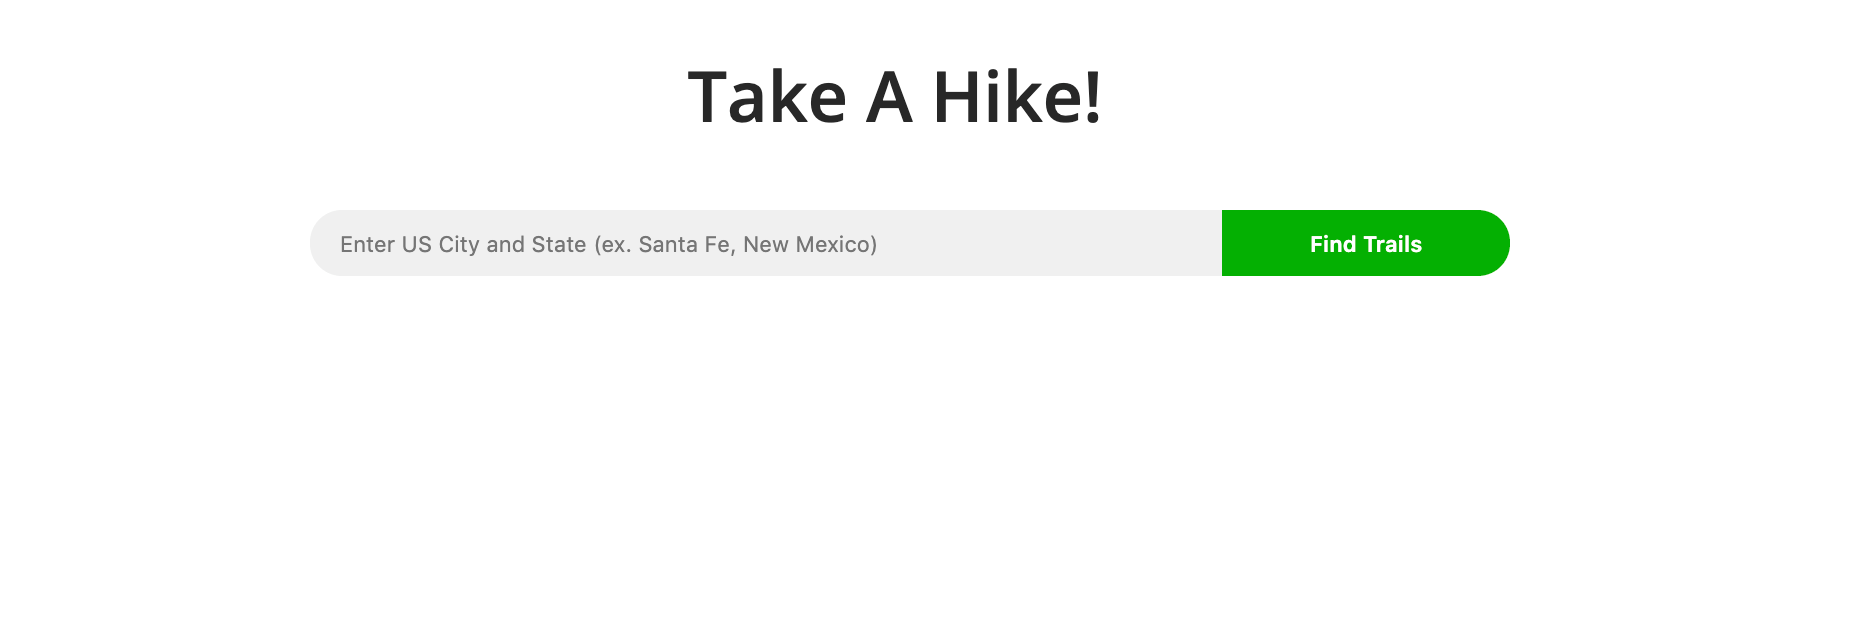 Take A Hike!
Enter US City and State (ex. Santa Fe, New Mexico)
Find Trails